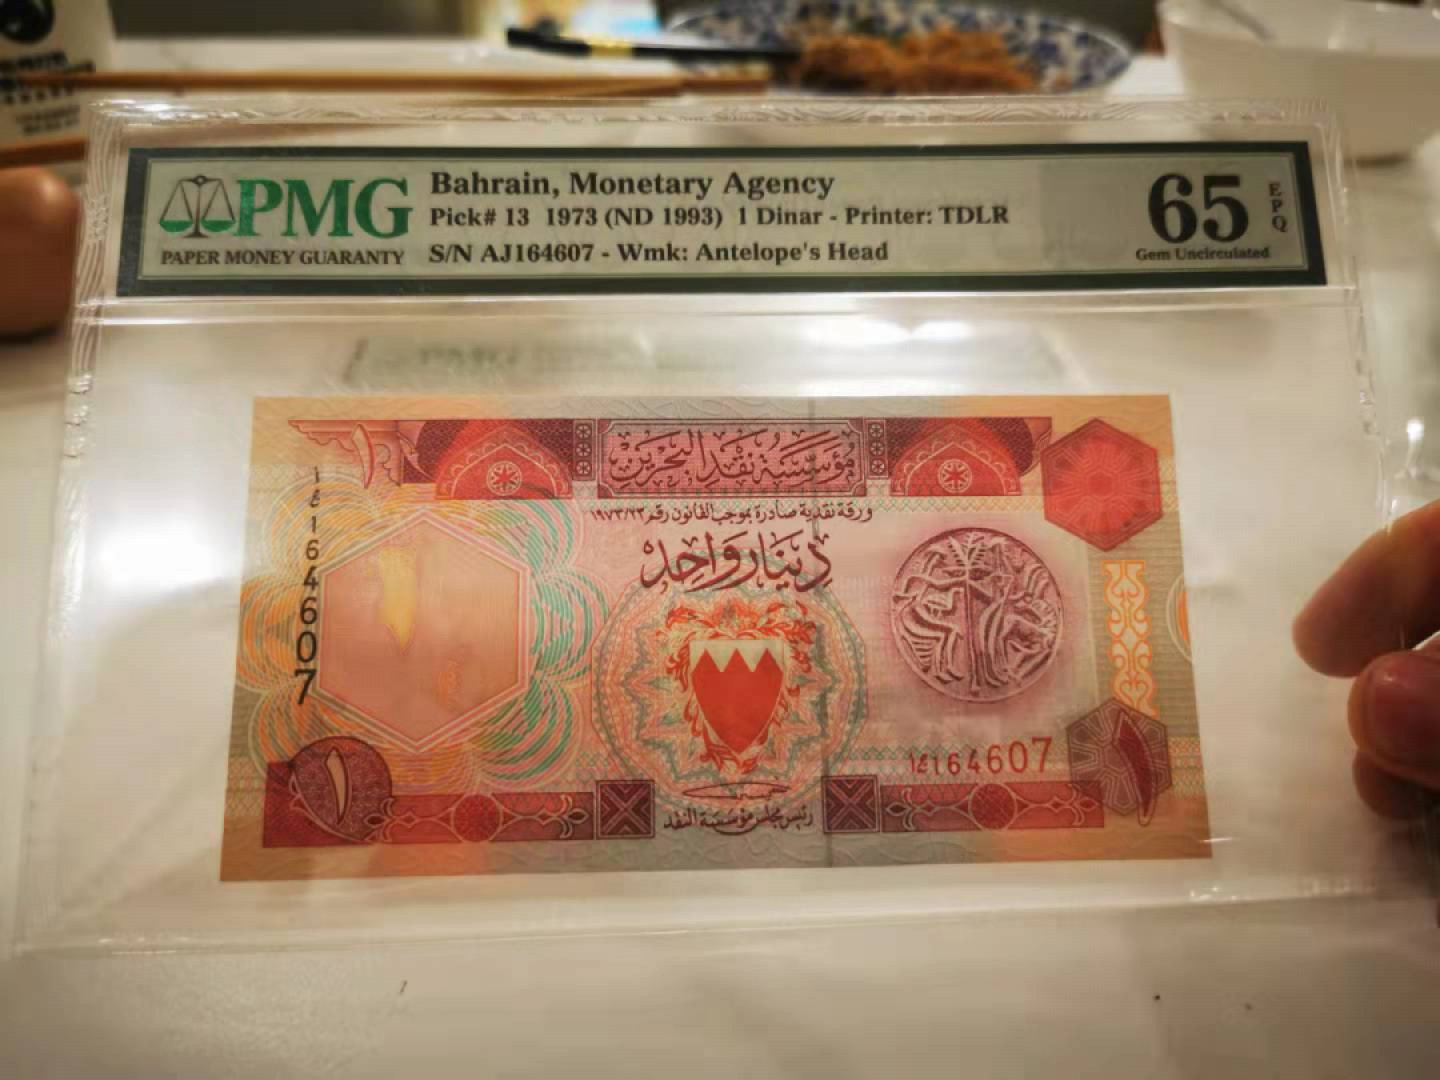 PMG
PAPER MONEY GUARANTY
Bahrain, Monetary Agency
Pick# 13 1973 (ND 1993) 1 Dinar - Printer: TDLR
S/N AJ164607 - Wmk: Antelope's Head
65
EPQ
Gem Uncirculated
مؤسسة نقد البحرين
ورقة نقدية صادرة بموجب القانون رقم ١٩٧٣/٢٣
دينار واحد
164607
164607
١
١
١
رئيس مجلس مؤسسة النقد